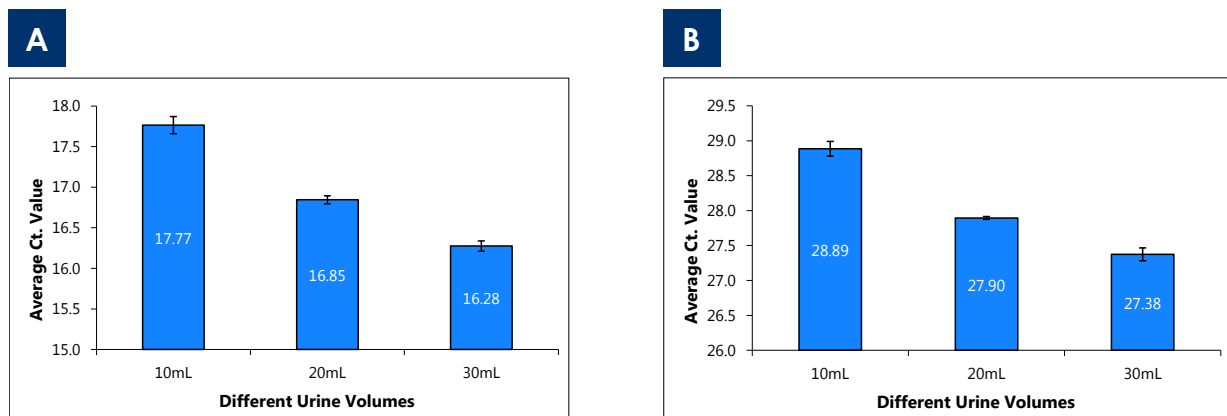 A
18.0
17.5
17.0
16.5
16.0
15.5
15.0
Average Ct. Value
17.77
16.85
16.28
10mL
20mL
30mL
Different Urine Volumes
B
29.5
29.0
28.5
28.0
27.5
27.0
26.5
26.0
Average Ct. Value
28.89
27.90
27.38
10mL
20mL
30mL
Different Urine Volumes